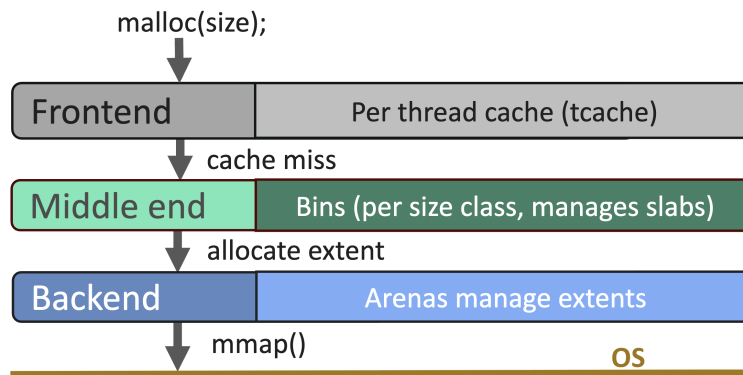 malloc(size);
Frontend
Per thread cache (tcache)
cache miss
Middle end
Bins (per size class, manages slabs)
allocate extent
Backend
Arenas manage extents
mmap()
OS